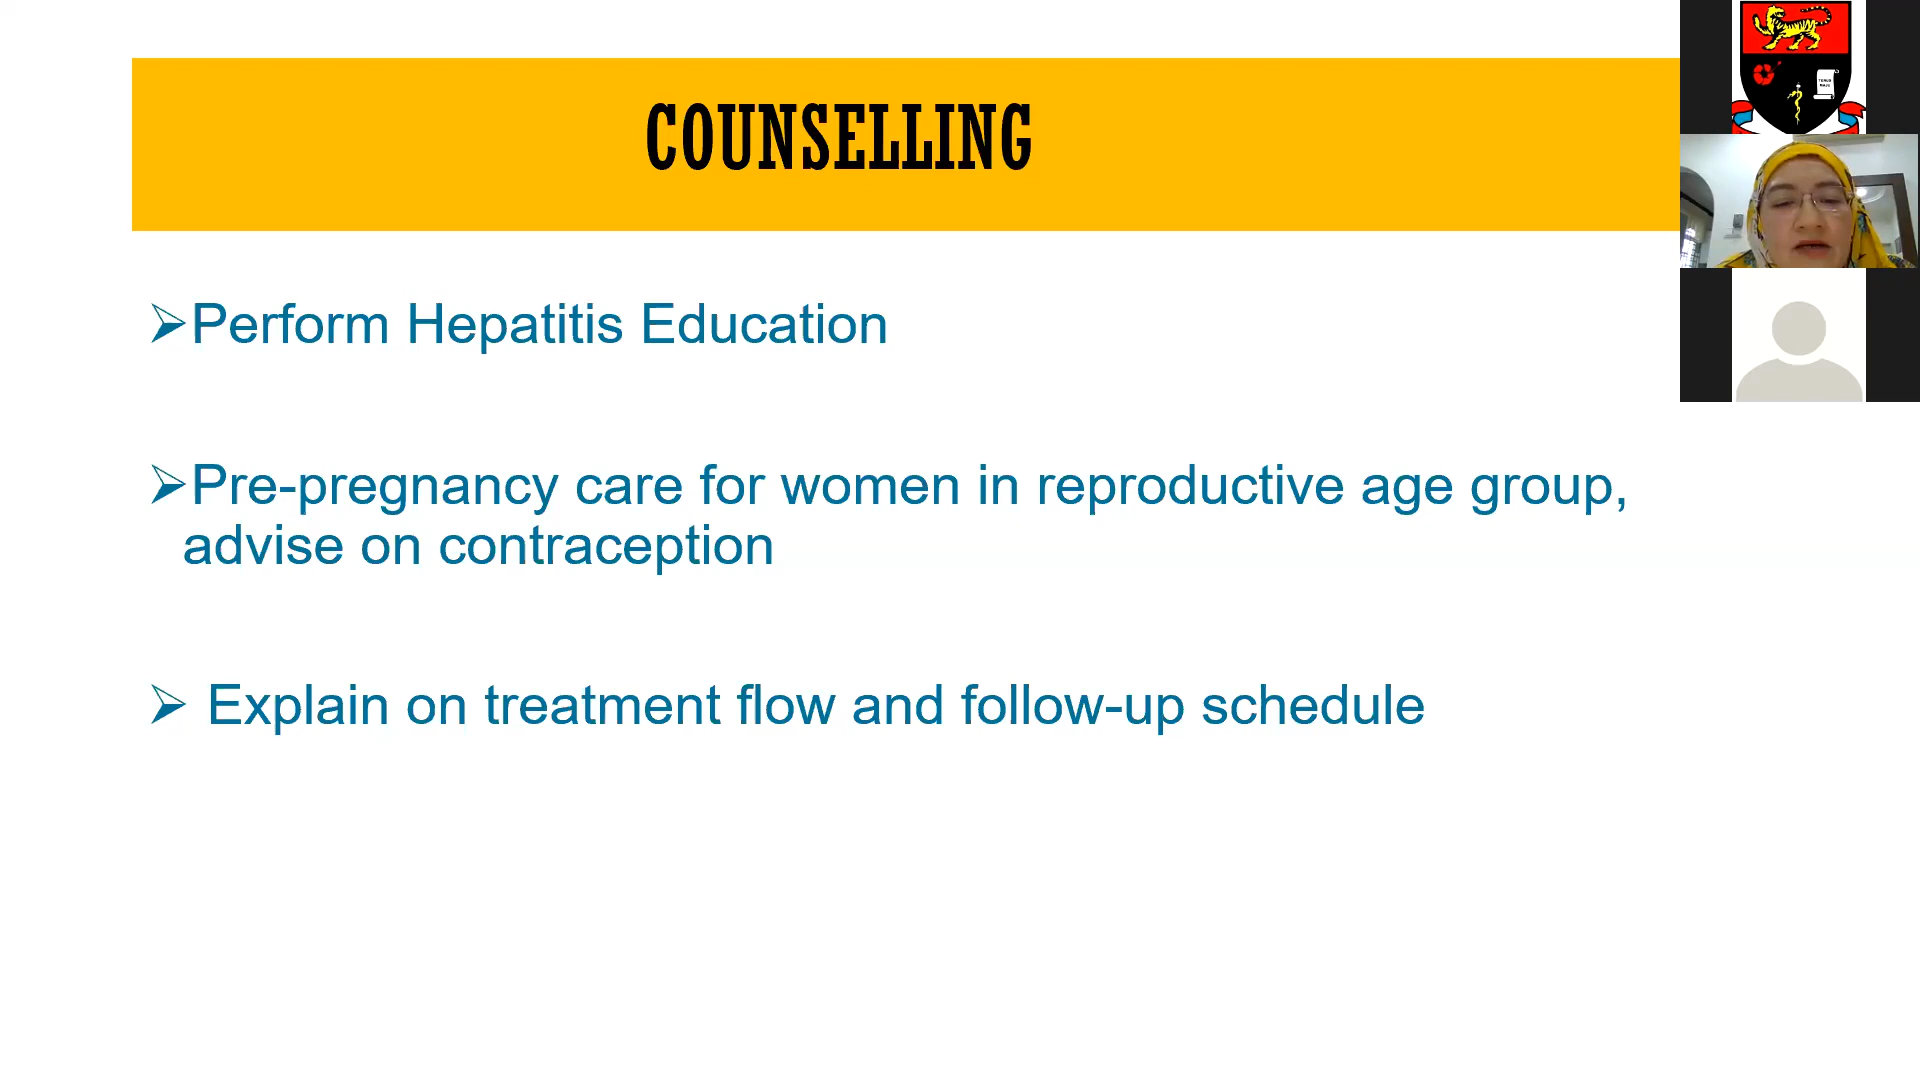 COUNSELLING
➢Perform Hepatitis Education
➢Pre-pregnancy care for women in reproductive age group,
advise on contraception
➢ Explain on treatment flow and follow-up schedule